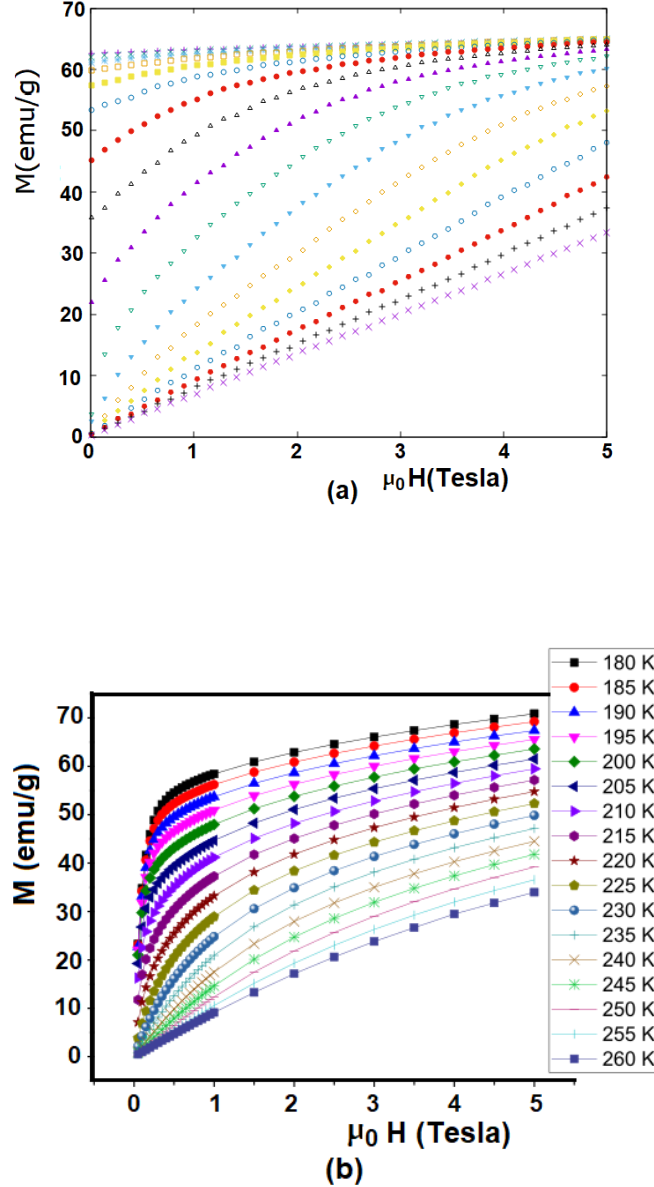 70
60
50
40
30
20
10
0
M(emu/g)
0 1 2 3 4 5
μ₀ H(Tesla)
(a)
70
60
50
40
30
20
10
0
M (emu/g)
0 1 2 3 4 5
μ₀ H (Tesla)
(b)
180 K
185 K
190 K
195 K
200 K
205 K
210 K
215 K
220 K
225 K
230 K
235 K
240 K
245 K
250 K
255 K
260 K